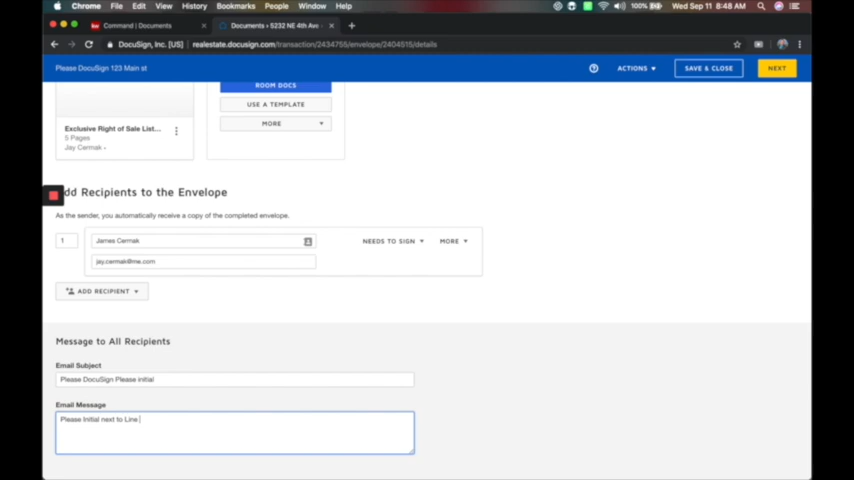 Chrome File Edit View History Bookmarks People Window Help 100% Wed Sep 11 8:48 AM
Command | Documents Documents › 5232 NE 4th Ave
DocuSign, Inc. [US] realestate.docusign.com/transaction/2434755/envelope/2404515/details
Please DocuSign 123 Main st ACTIONS SAVE & CLOSE NEXT
ROOM DOCS
USE A TEMPLATE
MORE
Exclusive Right of Sale List...
5 Pages
Jay Cermak
dd Recipients to the Envelope
As the sender, you automatically receive a copy of the completed envelope.
1 James Cermak NEEDS TO SIGN MORE
jay.cermak@me.com
ADD RECIPIENT
Message to All Recipients
Email Subject
Please DocuSign Please initial
Email Message
Please Initial next to Line